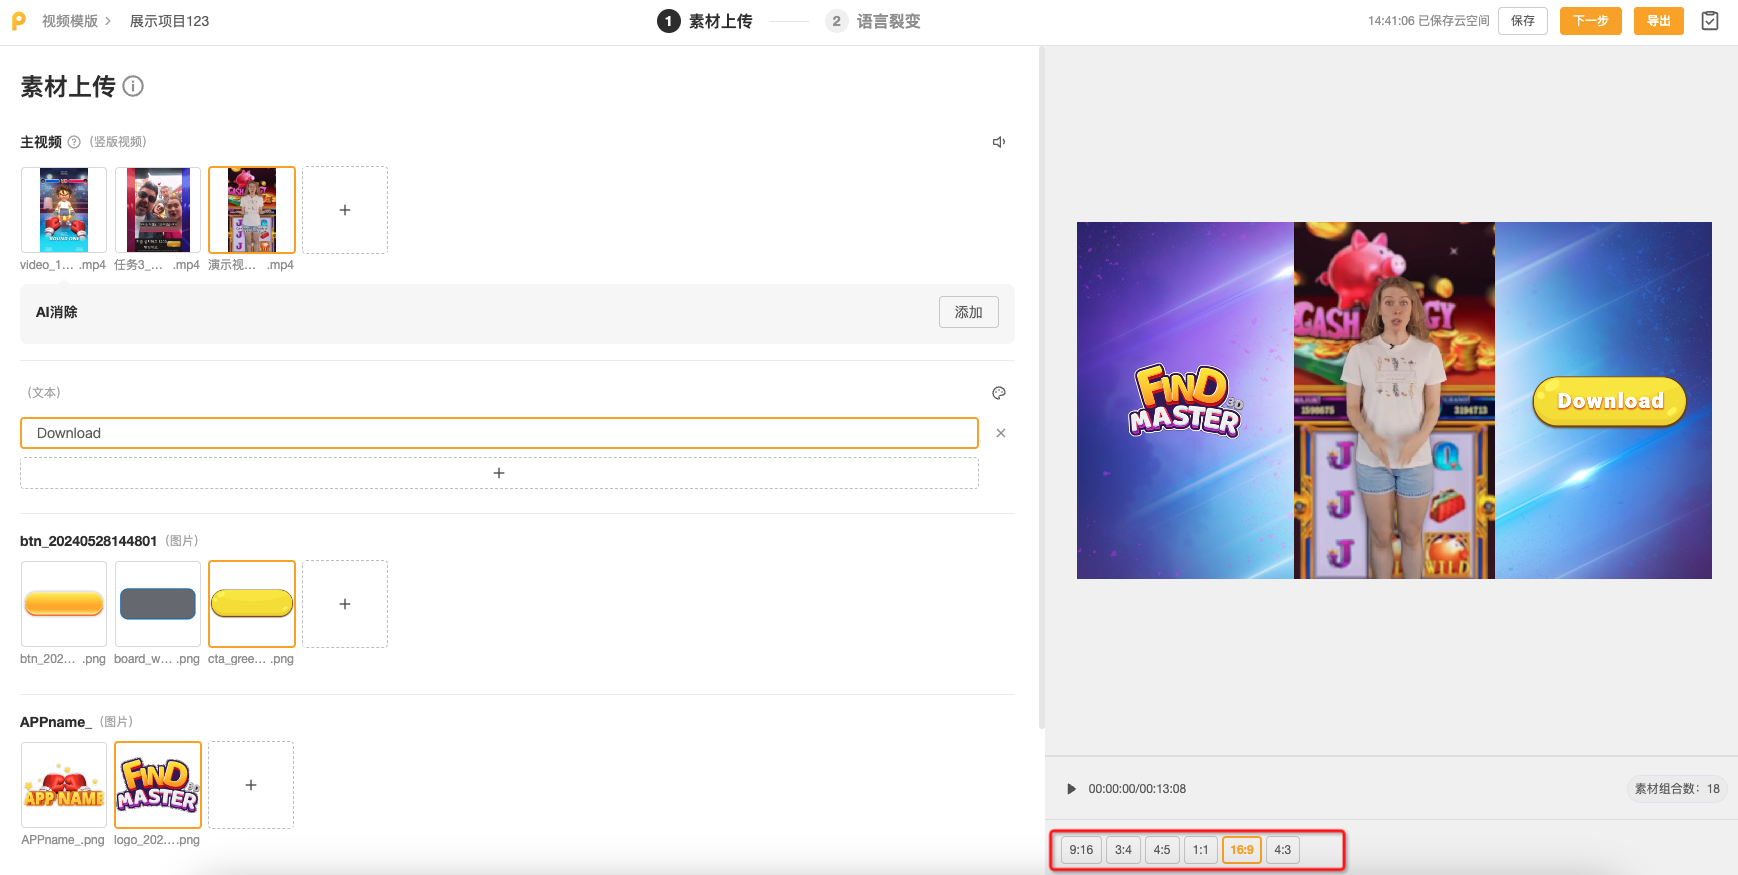 视频模版 > 展示项目123
1 素材上传
2 语言裂变
14:41:06 已保存云空间
保存
下一步
导出
素材上传
主视频 (竖版视频)
ROUND ONE
video_1... .mp4
任务3_... .mp4
演示视... .mp4
AI消除
添加
(文本)
Download
btn_20240528144801 (图片)
btn_202... .png
board_w... .png
cta_gree... .png
APPname_ (图片)
APP NAME
FIND
MASTER
3D
APPname_.png
logo_202....png
FIND
3D
MASTER
CASH
GY
1599675
3194713
J
Q
J
J
WILD
Download
00:00:00/00:13:08
素材组合数：18
9:16
3:4
4:5
1:1
16:9
4:3